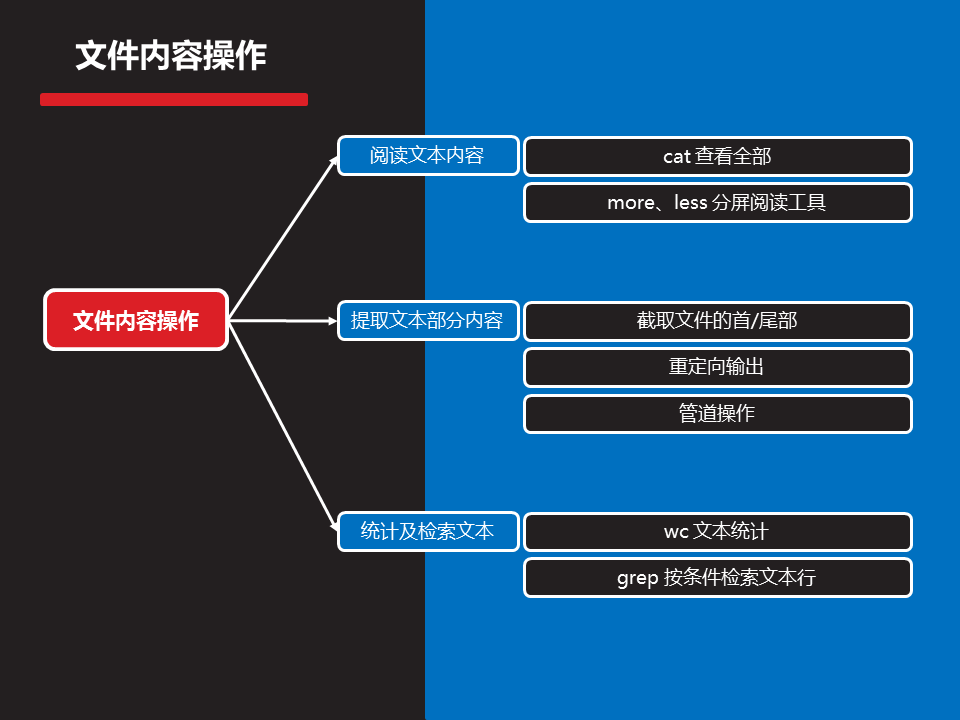 文件内容操作
阅读文本内容
cat 查看全部
more、less 分屏阅读工具
文件内容操作
提取文本部分内容
截取文件的首/尾部
重定向输出
管道操作
统计及检索文本
wc 文本统计
grep 按条件检索文本行